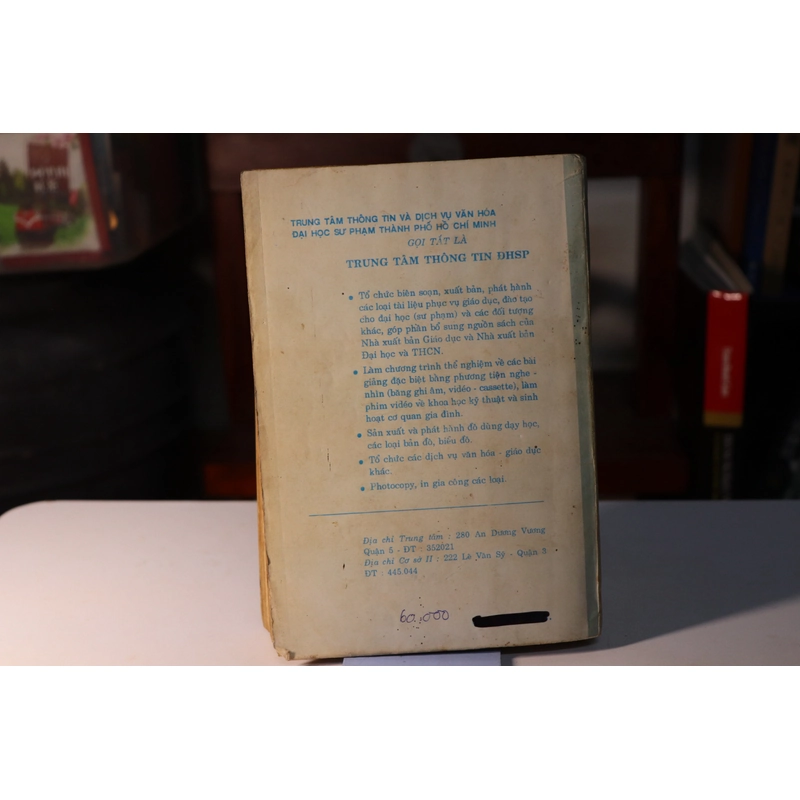 TRUNG TÂM THÔNG TIN VÀ DỊCH VỤ VĂN HÓA
ĐẠI HỌC SƯ PHẠM THÀNH PHỐ HỒ CHÍ MINH
GỌI TẮT LÀ
TRUNG TÂM THÔNG TIN ĐHSP
• Tổ chức biên soạn, xuất bản, phát hành
các loại tài liệu phục vụ giáo dục, đào tạo
cho đại học (sư phạm) và các đối tượng
khác, góp phần bổ sung nguồn sách của
Nhà xuất bản Giáo dục và Nhà xuất bản
Đại học và THCN.
• Làm chương trình thể nghiệm về các bài
giảng đặc biệt bằng phương tiện nghe -
nhìn (băng ghi âm, vidéo - cassette), làm
phim vidéo về khoa học kỹ thuật và sinh
hoạt cơ quan gia đình.
• Sản xuất và phát hành đồ dùng dạy học,
các loại bản đồ, biểu đồ.
• Tổ chức các dịch vụ văn hóa - giáo dục
khác.
• Photocopy, in gia công các loại.
Địa chỉ Trung tâm : 280 An Dương Vương
Quận 5 - ĐT : 352021
Địa chỉ Cơ sở II : 222 Lê Văn Sỹ - Quận 3
ĐT : 445.044
60,000